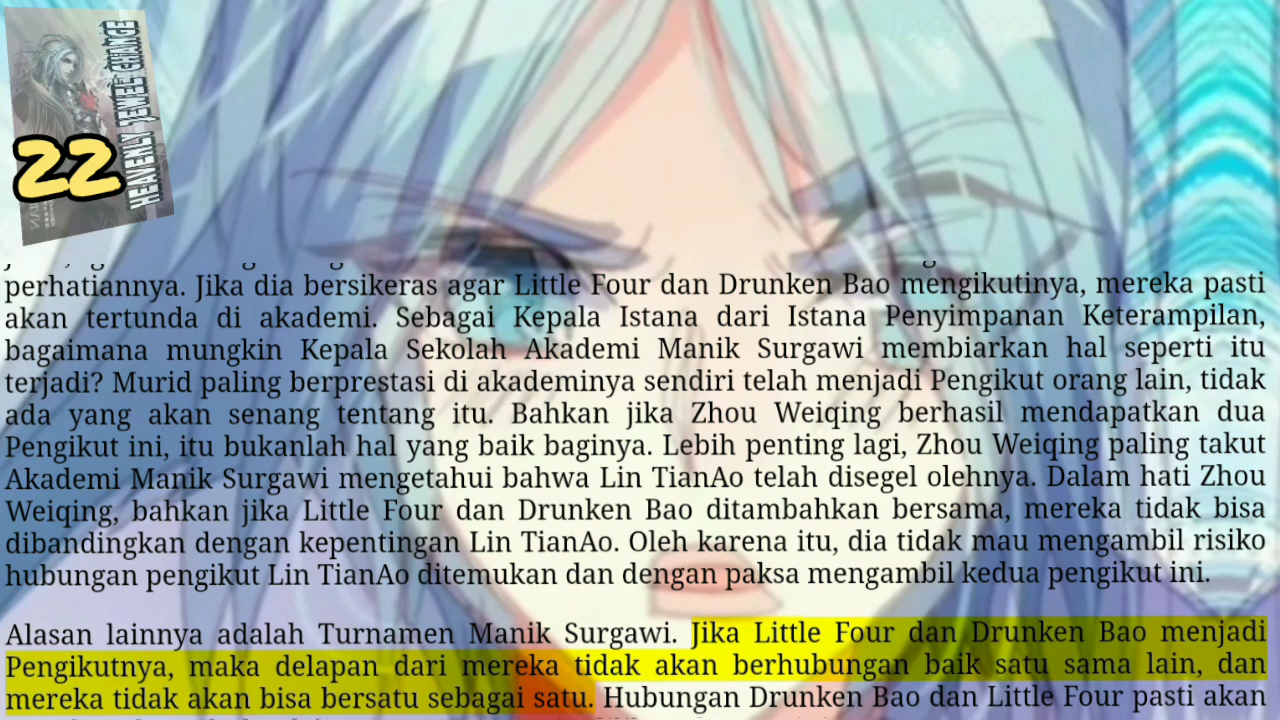 HEAVENLY JEWEL CHANGE
22
perhatiannya. Jika dia bersikeras agar Little Four dan Drunken Bao mengikutinya, mereka pasti
akan tertunda di akademi. Sebagai Kepala Istana dari Istana Penyimpanan Keterampilan,
bagaimana mungkin Kepala Sekolah Akademi Manik Surgawi membiarkan hal seperti itu
terjadi? Murid paling berprestasi di akademinya sendiri telah menjadi Pengikut orang lain, tidak
ada yang akan senang tentang itu. Bahkan jika Zhou Weiqing berhasil mendapatkan dua
Pengikut ini, itu bukanlah hal yang baik baginya. Lebih penting lagi, Zhou Weiqing paling takut
Akademi Manik Surgawi mengetahui bahwa Lin TianAo telah disegel olehnya. Dalam hati Zhou
Weiqing, bahkan jika Little Four dan Drunken Bao ditambahkan bersama, mereka tidak bisa
dibandingkan dengan kepentingan Lin TianAo. Oleh karena itu, dia tidak mau mengambil risiko
hubungan pengikut Lin TianAo ditemukan dan dengan paksa mengambil kedua pengikut ini.
Alasan lainnya adalah Turnamen Manik Surgawi. Jika Little Four dan Drunken Bao menjadi
Pengikutnya, maka delapan dari mereka tidak akan berhubungan baik satu sama lain, dan
mereka tidak akan bisa bersatu sebagai satu. Hubungan Drunken Bao dan Little Four pasti akan